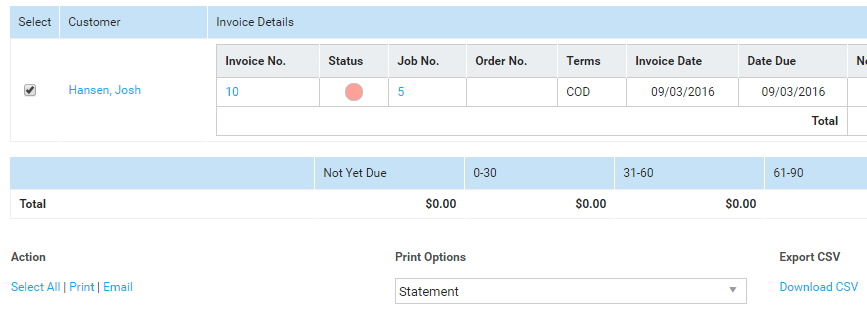 Select Customer Invoice Details
Invoice No. Status Job No. Order No. Terms Invoice Date Date Due
Hansen, Josh 10 5 COD 09/03/2016 09/03/2016
Total
Not Yet Due 0-30 31-60 61-90
Total $0.00 $0.00 $0.00
Action Print Options Export CSV
Select All | Print | Email Statement Download CSV